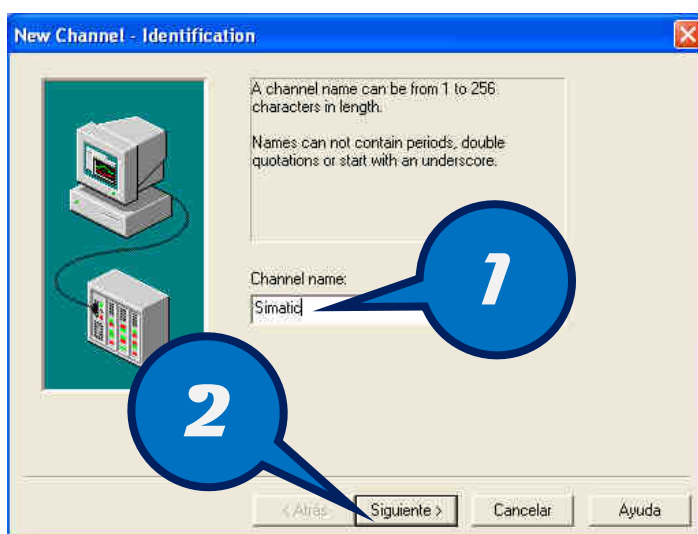 New Channel - Identification
A channel name can be from 1 to 256
characters in length.
Names can not contain periods, double
quotations or start with an underscore.
Channel name:
Simatic
1
2
< Atrás
Siguiente >
Cancelar
Ayuda